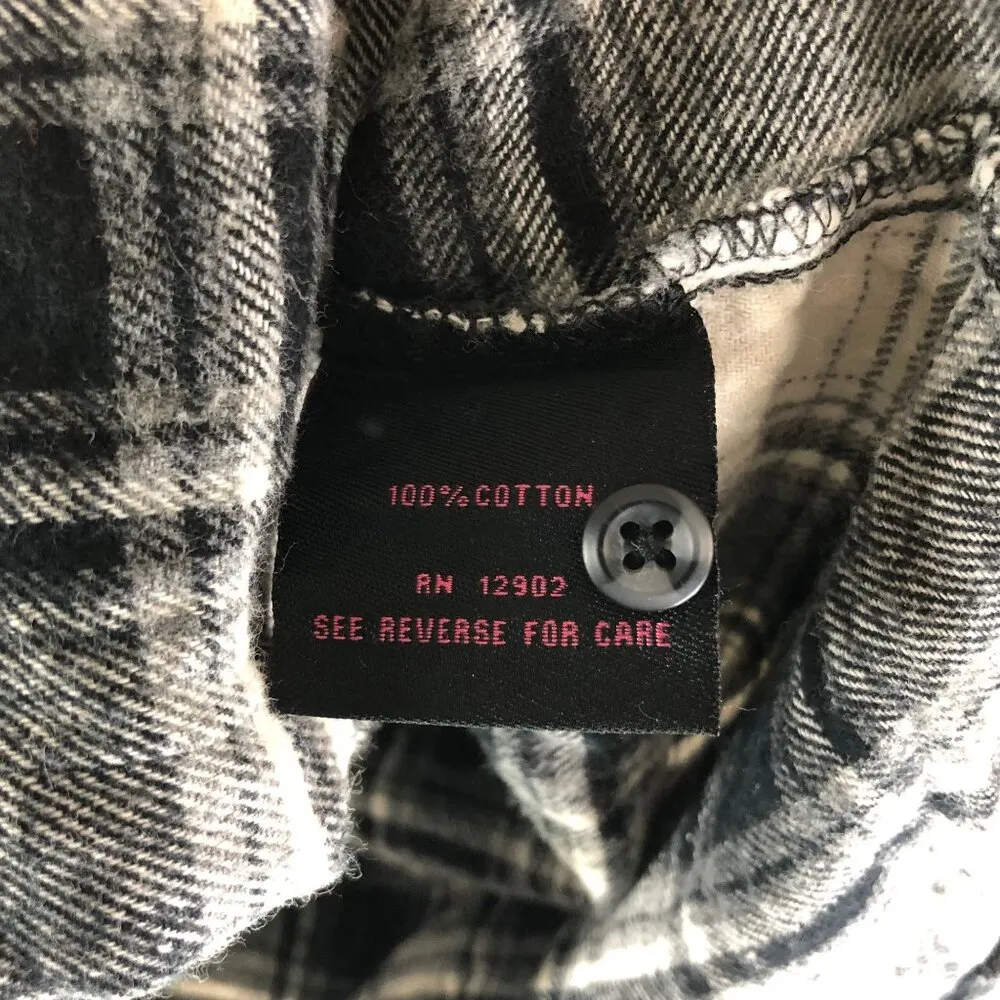 100% COTTON
RN 12902
SEE REVERSE FOR CARE